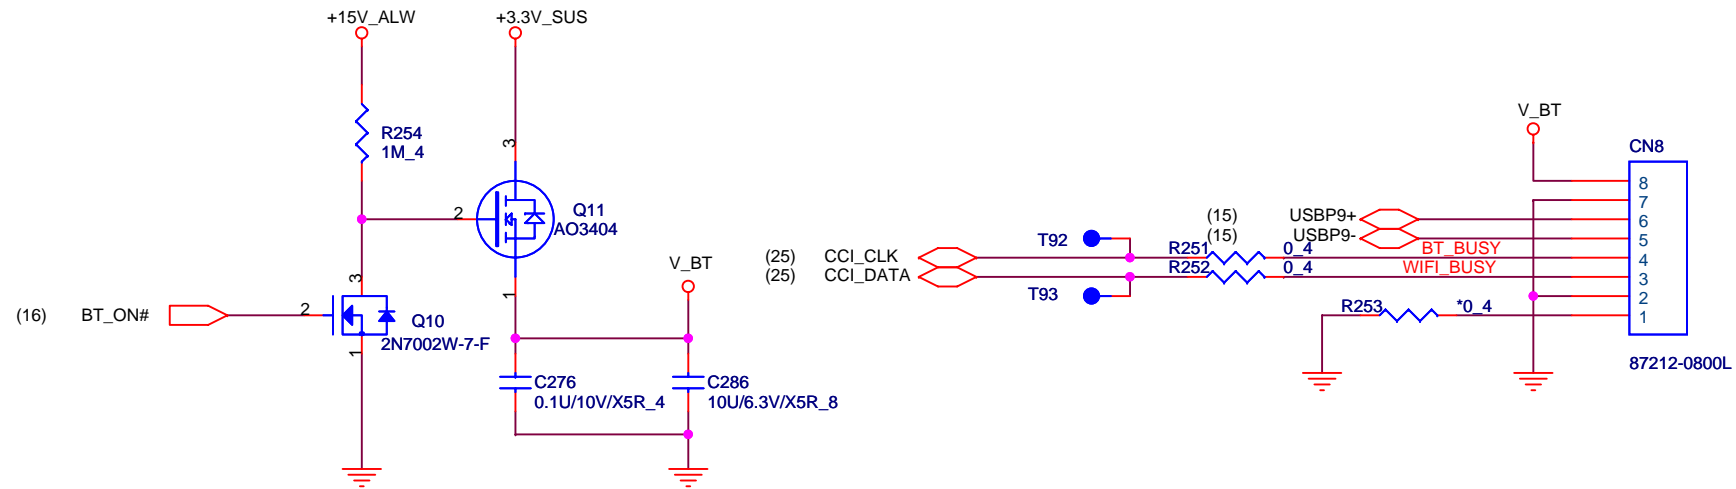 +15V_ALW
+3.3V_SUS
R254
1M_4
3
2
Q11
AO3404
1
3
(16) BT_ON#
2
Q10
2N7002W-7-F
1
V_BT
C276
0.1U/10V/X5R_4
C286
10U/6.3V/X5R_8
V_BT
CN8
8
7
6
5
4
3
2
1
87212-0800L
(15) USBP9+
(15) USBP9-
T92
(25) CCI_CLK
R251 0_4 BT_BUSY
(25) CCI_DATA
R252 0_4 WIFI_BUSY
T93
R253 *0_4